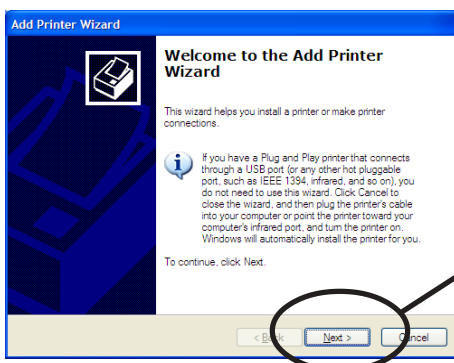 Add Printer Wizard
Welcome to the Add Printer
Wizard
This wizard helps you install a printer or make printer
connections.
If you have a Plug and Play printer that connects
through a USB port (or any other hot pluggable
port, such as IEEE 1394, infrared, and so on), you
do not need to use this wizard. Click Cancel to
close the wizard, and then plug the printer's cable
into your computer or point the printer toward your
computer's infrared port, and turn the printer on.
Windows will automatically install the printer for you.
To continue, click Next.
< Back Next > Cancel